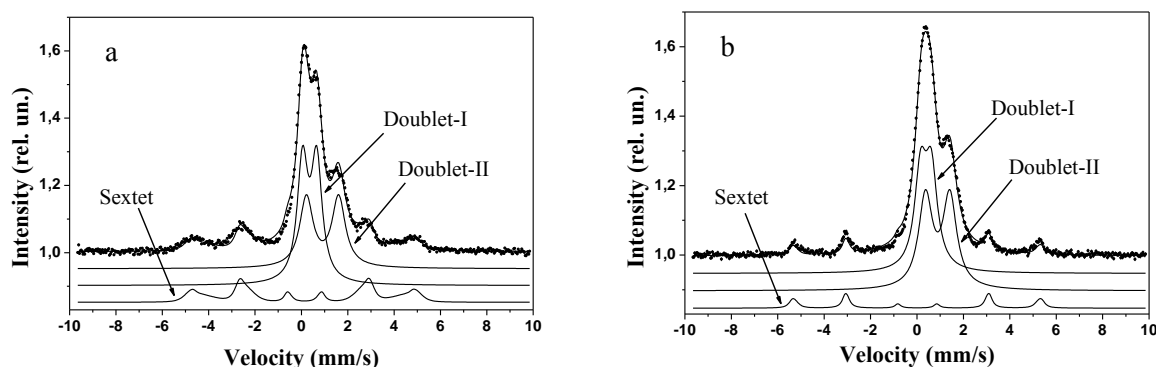 a
1,6
1,4
1,2
1,0
Intensity (rel. un.)
Doublet-I
Doublet-II
Sextet
-10 -8 -6 -4 -2 0 2 4 6 8 10
Velocity (mm/s)
b
1,6
1,4
1,2
1,0
Intensity (rel. un.)
Doublet-I
Doublet-II
Sextet
-10 -8 -6 -4 -2 0 2 4 6 8 10
Velocity (mm/s)